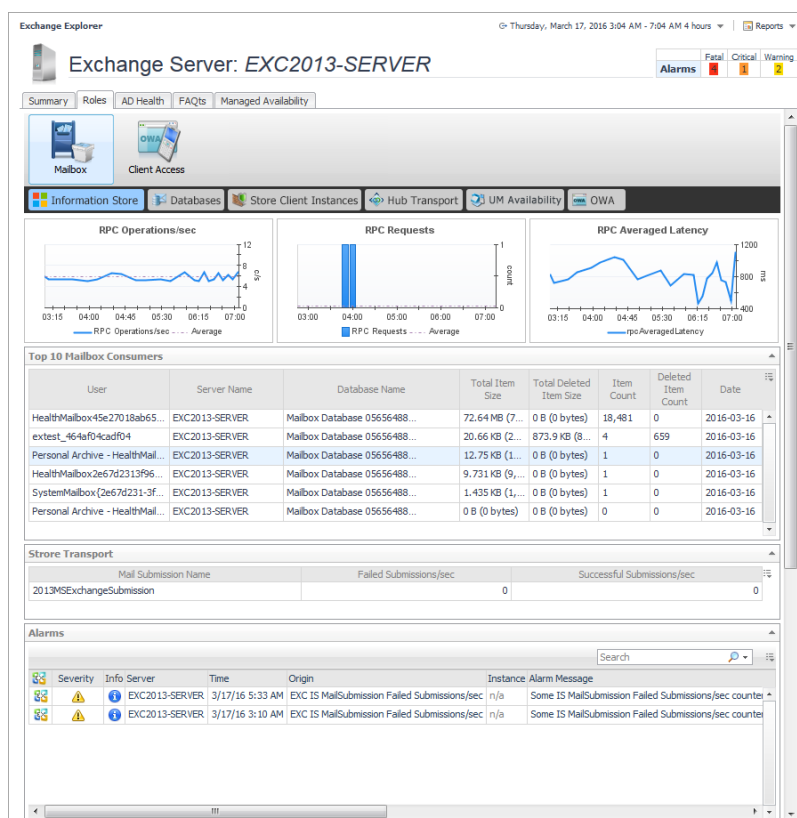 Exchange Explorer
Thursday, March 17, 2016 3:04 AM - 7:04 AM 4 hours
Reports
Exchange Server: EXC2013-SERVER
Fatal Critical Warning
Alarms 4 1 2
Summary Roles AD Health FAQts Managed Availability
OWA
Mailbox Client Access
Information Store Databases Store Client Instances Hub Transport UM Availability OWA
RPC Operations/sec
12
8
4
0
c/s
03:15 04:00 04:45 05:30 06:15 07:00
RPC Operations/sec Average
RPC Requests
1
0
count
03:00 04:00 05:00 06:00 07:00
RPC Requests Average
RPC Averaged Latency
1200
800
400
ms
03:15 04:00 04:45 05:30 06:15 07:00
rpcAveragedLatency
Top 10 Mailbox Consumers
User Server Name Database Name Total Item Size Total Deleted Item Size Item Count Deleted Item Count Date
HealthMailbox45e27018ab65... EXC2013-SERVER Mailbox Database 05656488... 72.64 MB (7... 0 B (0 bytes) 18,481 0 2016-03-16
extest_464af04cadf04 EXC2013-SERVER Mailbox Database 05656488... 20.66 KB (2... 873.9 KB (8... 4 659 2016-03-16
Personal Archive - HealthMail... EXC2013-SERVER Mailbox Database 05656488... 12.75 KB (1... 0 B (0 bytes) 1 0 2016-03-16
HealthMailbox2e67d2313f96... EXC2013-SERVER Mailbox Database 05656488... 9.731 KB (9,... 0 B (0 bytes) 1 0 2016-03-16
SystemMailbox{2e67d231-3f... EXC2013-SERVER Mailbox Database 05656488... 1.435 KB (1,... 0 B (0 bytes) 1 0 2016-03-16
Personal Archive - HealthMail... EXC2013-SERVER Mailbox Database 05656488... 0 B (0 bytes) 0 B (0 bytes) 0 0 2016-03-16
Strore Transport
Mail Submission Name Failed Submissions/sec Successful Submissions/sec
2013MSExchangeSubmission 0 0
Alarms
Search
Severity Info Server Time Origin Instance Alarm Message
EXC2013-SERVER 3/17/16 5:33 AM EXC IS MailSubmission Failed Submissions/sec n/a Some IS MailSubmission Failed Submissions/sec counter
EXC2013-SERVER 3/17/16 3:10 AM EXC IS MailSubmission Failed Submissions/sec n/a Some IS MailSubmission Failed Submissions/sec counter